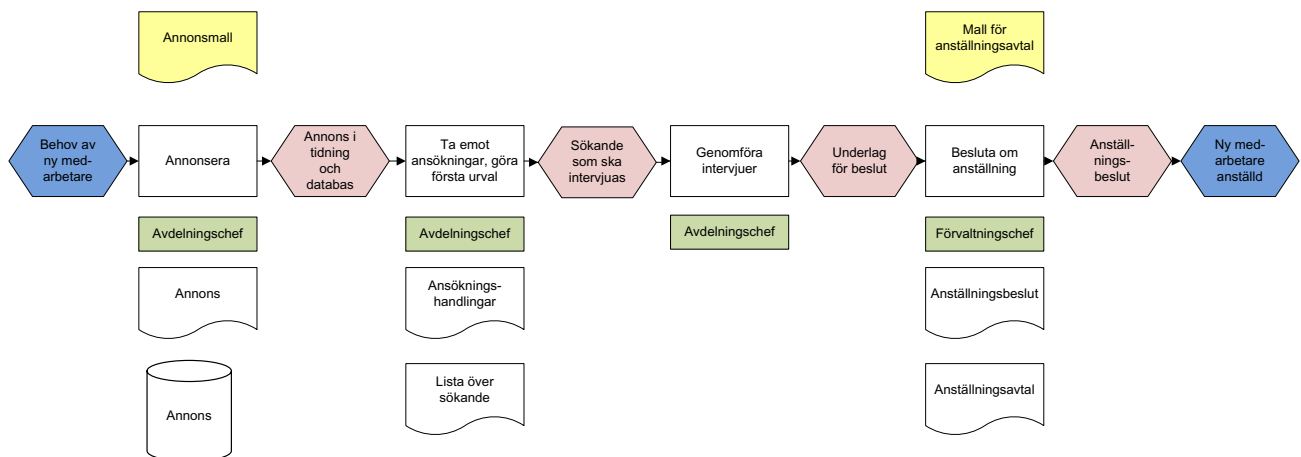 Annonsmall
Mall för
anställningsavtal
Behov av
ny med-
arbetare
Annonsera
Annons i
tidning
och
databas
Ta emot
ansökningar, göra
första urval
Sökande
som ska
intervjuas
Genomföra
intervjuer
Underlag
för beslut
Besluta om
anställning
Anställ-
nings-
beslut
Ny med-
arbetare
anställd
Avdelningschef
Avdelningschef
Avdelningschef
Förvaltningschef
Annons
Ansöknings-
handlingar
Anställningsbeslut
Annons
Lista över
sökande
Anställningsavtal